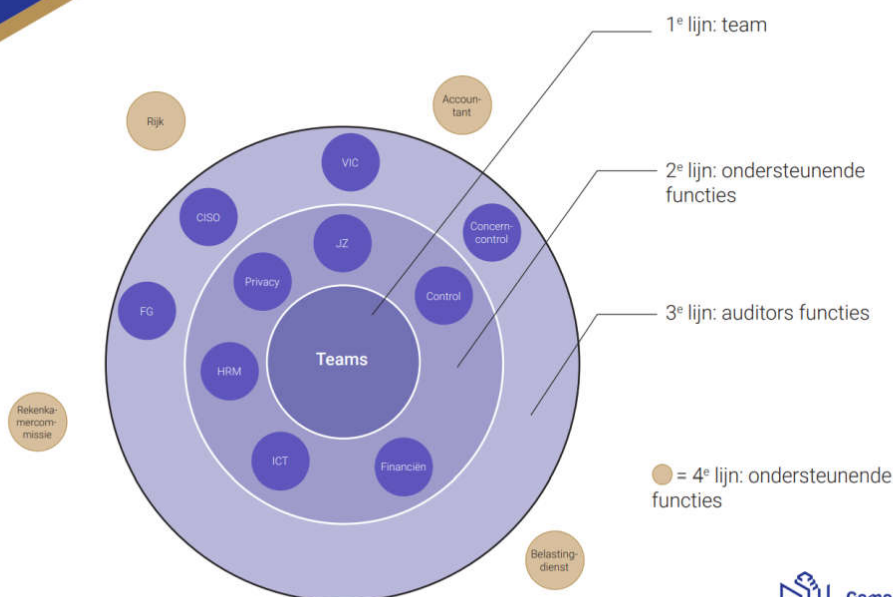 1e lijn: team
Accoun-
tant
Rijk
VIC
2e lijn: ondersteunende
functies
CISO
Concern-
control
JZ
Privacy
Control
FG
3e lijn: auditors functies
Teams
HRM
Rekenka-
mercom-
missie
ICT
Financiën
= 4e lijn: ondersteunende
functies
Belasting-
dienst